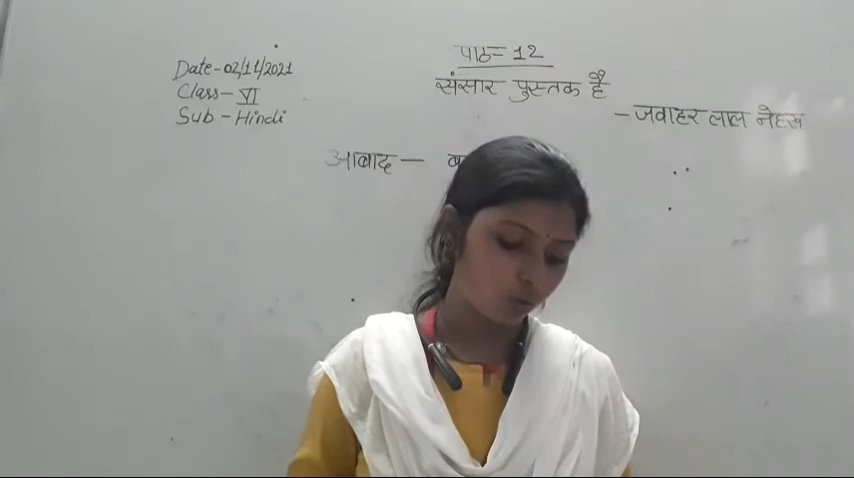 पाठ= 12
Date-02/11/2021
Class- VI
Sub-Hindi
संसार पुस्तक है
- जवाहर लाल नेहरू
आबाद -